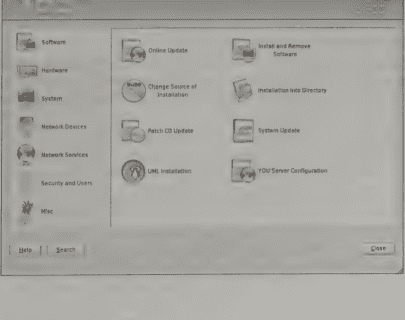 Software
Hardware
System
Network Devices
Network Services
Security and Users
Misc
Online Update
Install and Remove
Software
Change Source of
Installation
Installation into Directory
Patch CD Update
System Update
UML Installation
YOU Server Configuration
Help
Search
Close